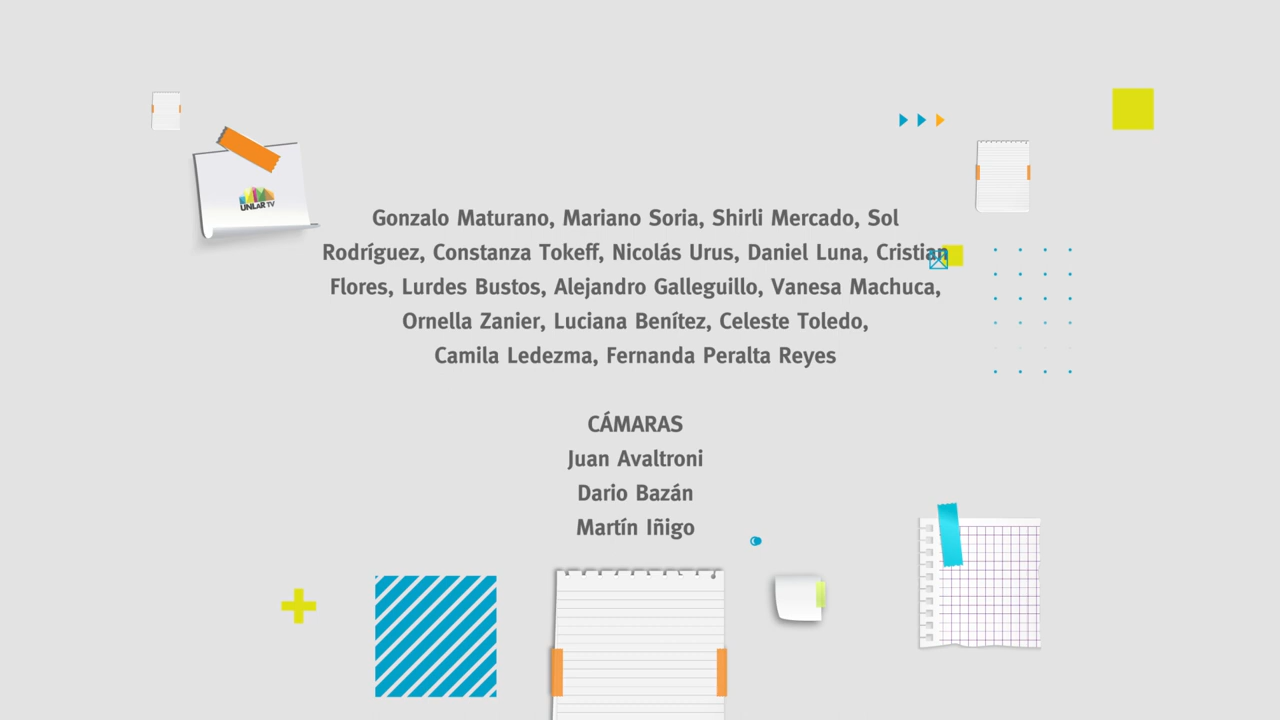 UNLAR TV
Gonzalo Maturano, Mariano Soria, Shirli Mercado, Sol
Rodríguez, Constanza Tokeff, Nicolás Urus, Daniel Luna, Cristian
Flores, Lurdes Bustos, Alejandro Galleguillo, Vanesa Machuca,
Ornella Zanier, Luciana Benítez, Celeste Toledo,
Camila Ledezma, Fernanda Peralta Reyes
CÁMARAS
Juan Avaltroni
Dario Bazán
Martín Iñigo